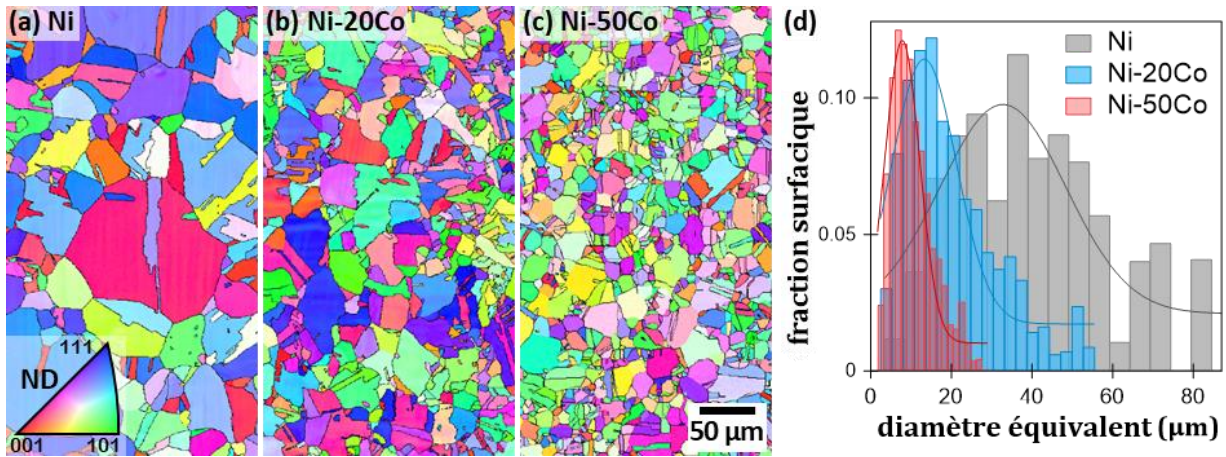 (a) Ni
(b) Ni-20Co
(c) Ni-50Co
(d)
Ni
Ni-20Co
Ni-50Co
0.10
0.05
0
fraction surfacique
0 20 40 60 80
diamètre équivalent (μm)
111
ND
001 101
50 μm